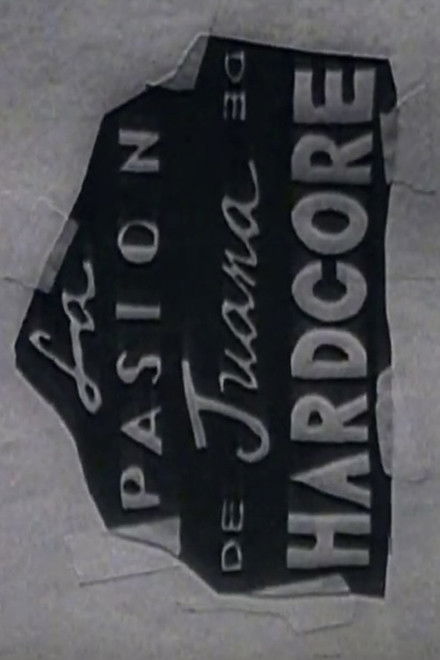 La
PASION
DE Juana DE
HARDCORE